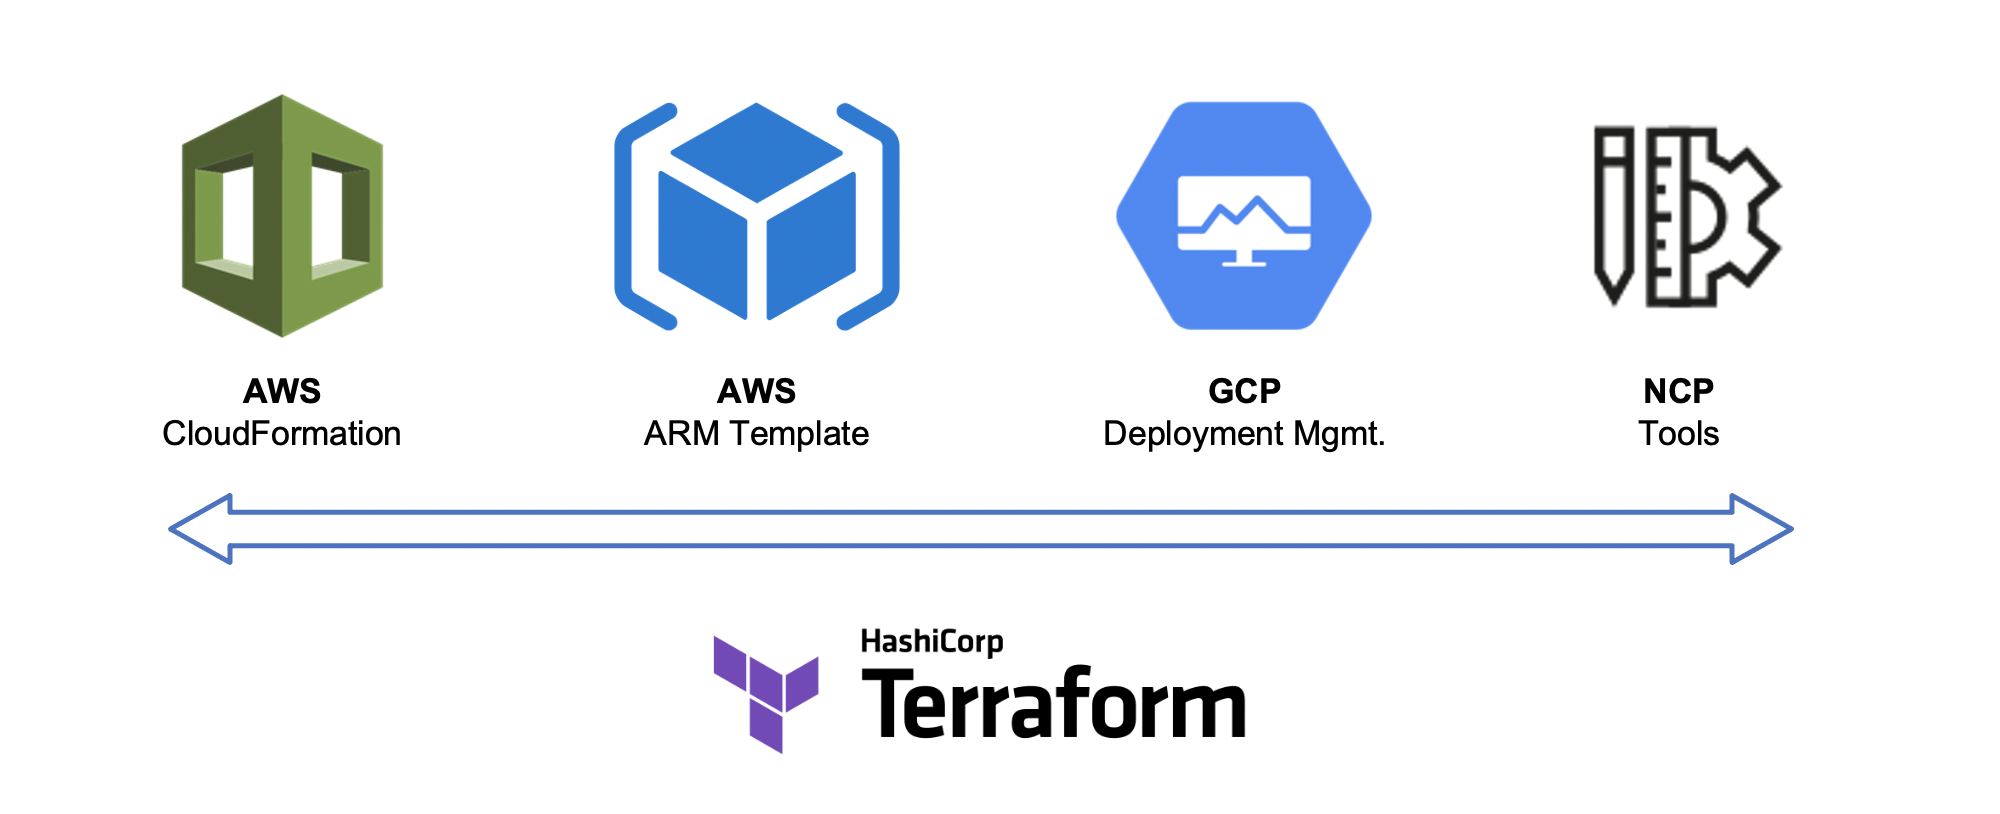 AWS
CloudFormation
AWS
ARM Template
GCP
Deployment Mgmt.
NCP
Tools
HashiCorp
Terraform